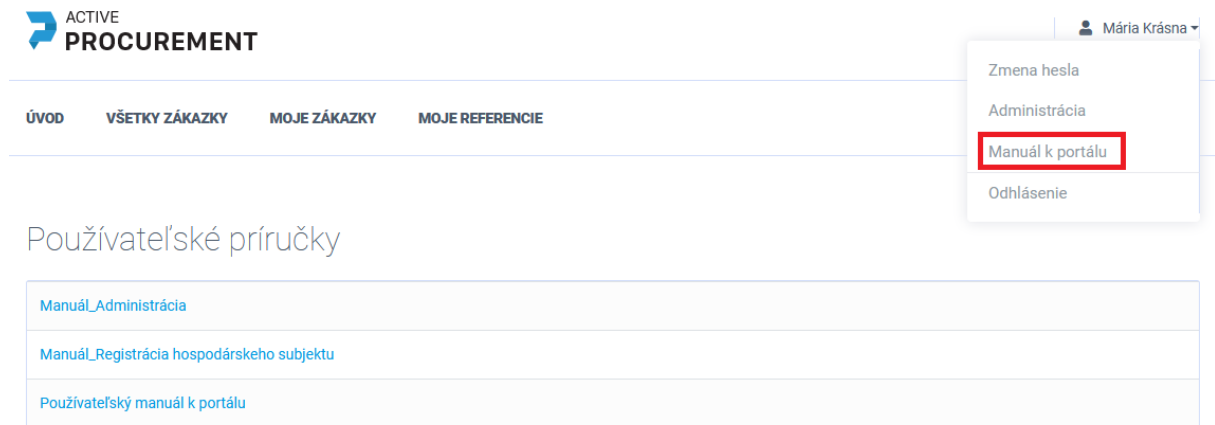 ACTIVE
PROCUREMENT
Mária Krásna
Zmena hesla
Administrácia
Manuál k portálu
Odhlásenie
ÚVOD VŠETKY ZÁKAZKY MOJE ZÁKAZKY MOJE REFERENCIE
Používateľské príručky
Manuál_Administrácia
Manuál_Registrácia hospodárskeho subjektu
Používateľský manuál k portálu